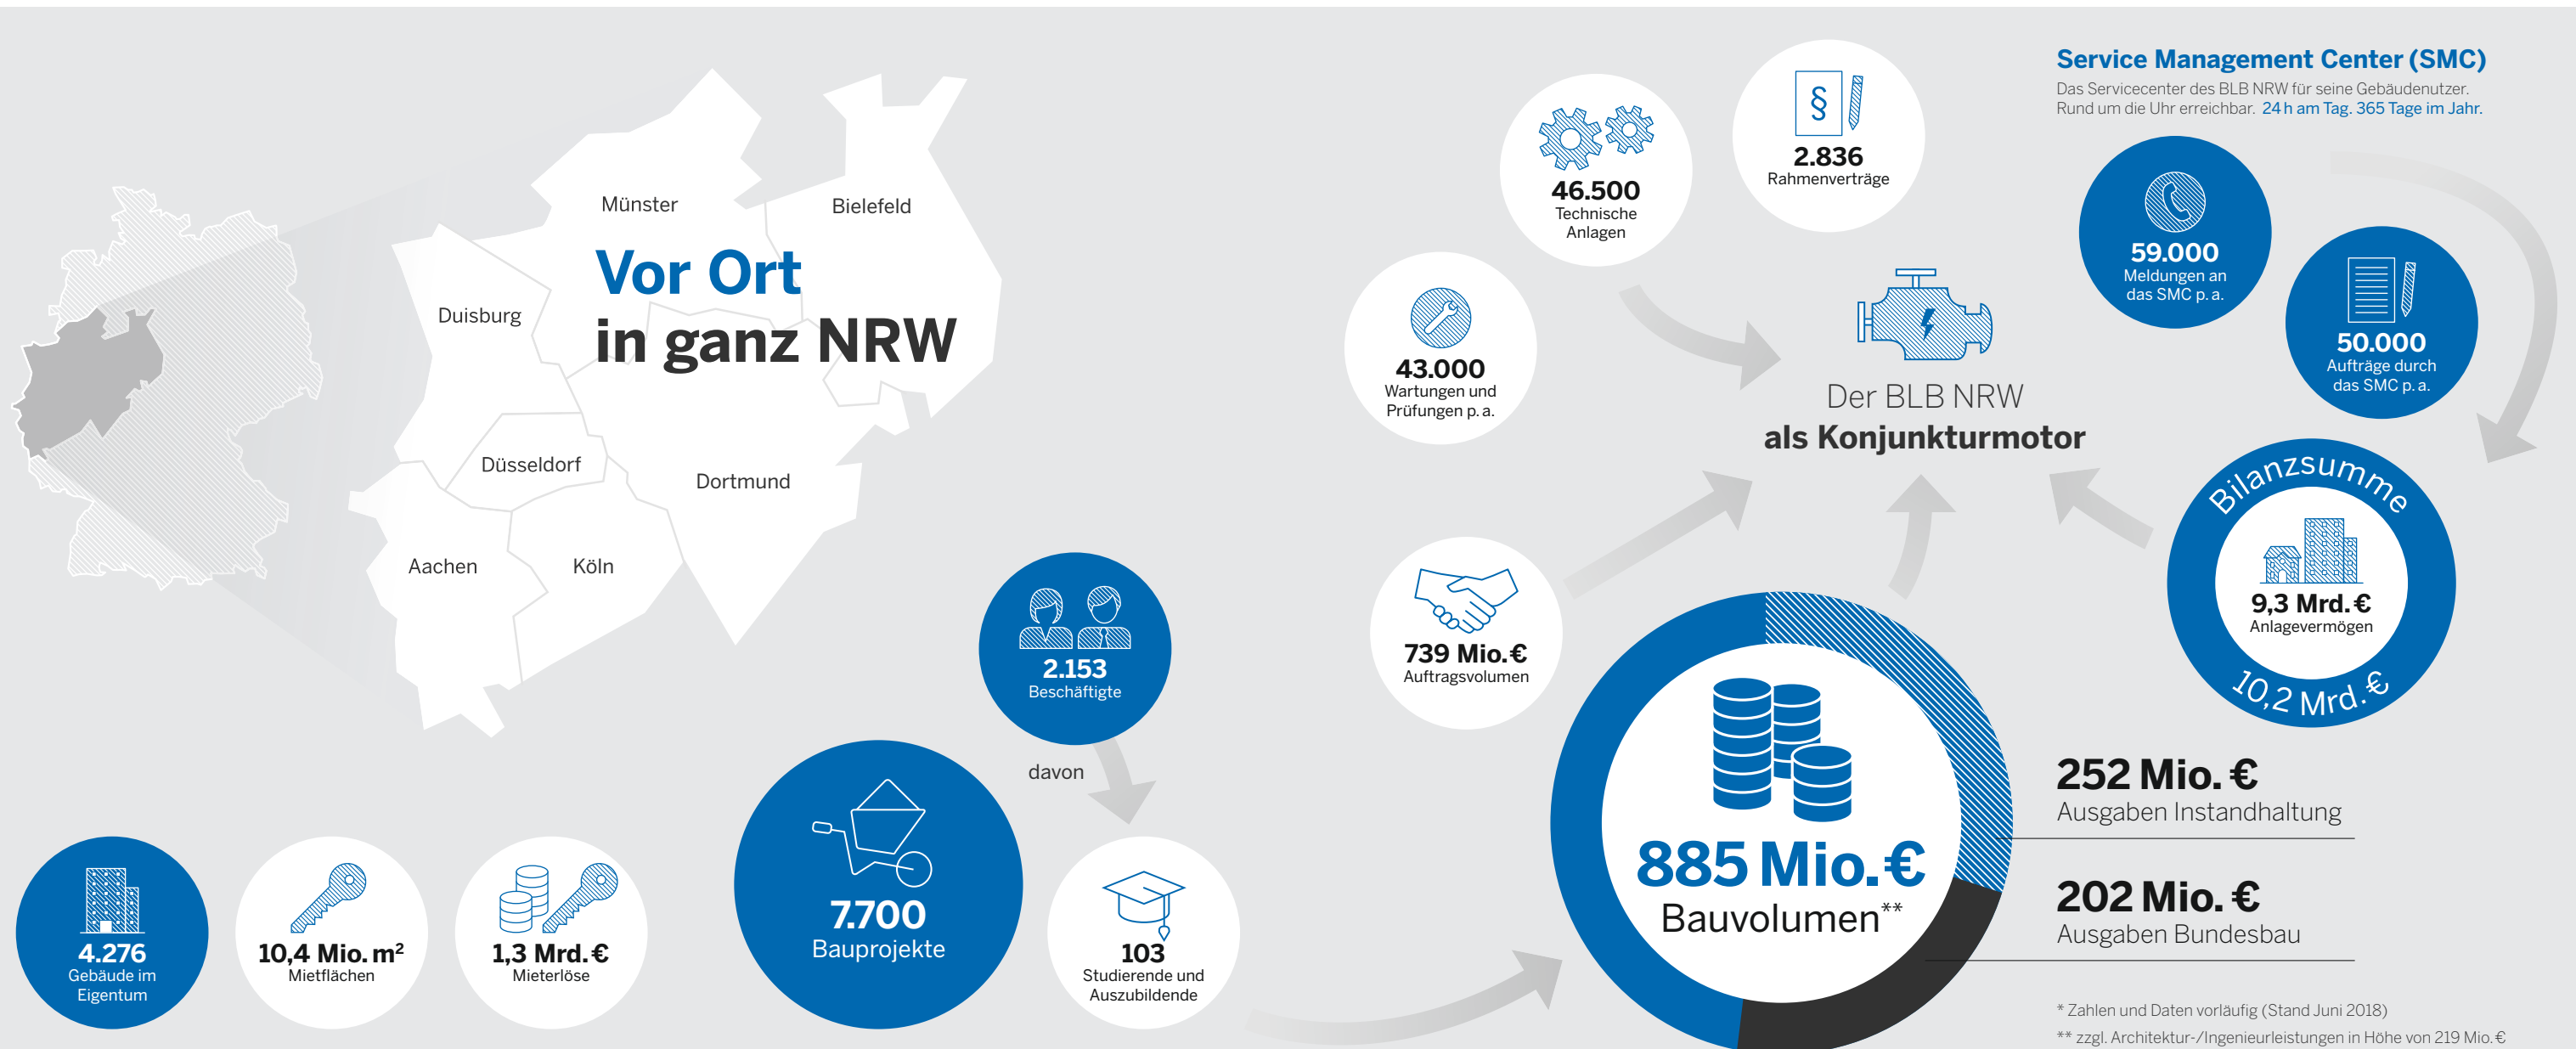 Münster
Bielefeld
Vor Ort
in ganz NRW
Duisburg
Düsseldorf
Dortmund
Aachen
Köln
2.153
Beschäftigte
davon
103
Studierende und
Auszubildende
7.700
Bauprojekte
4.276
Gebäude im
Eigentum
10,4 Mio. m²
Mietflächen
1,3 Mrd. €
Mieterlöse
46.500
Technische
Anlagen
§
2.836
Rahmenverträge
43.000
Wartungen und
Prüfungen p. a.
Der BLB NRW
als Konjunkturmotor
739 Mio. €
Auftragsvolumen
Service Management Center (SMC)
Das Servicecenter des BLB NRW für seine Gebäudenutzer.
Rund um die Uhr erreichbar. 24 h am Tag. 365 Tage im Jahr.
59.000
Meldungen an
das SMC p. a.
50.000
Aufträge durch
das SMC p. a.
Bilanzsumme
9,3 Mrd. €
Anlagevermögen
10,2 Mrd. €
885 Mio. €
Bauvolumen**
252 Mio. €
Ausgaben Instandhaltung
202 Mio. €
Ausgaben Bundesbau
* Zahlen und Daten vorläufig (Stand Juni 2018)
** zzgl. Architektur-/Ingenieurleistungen in Höhe von 219 Mio. €